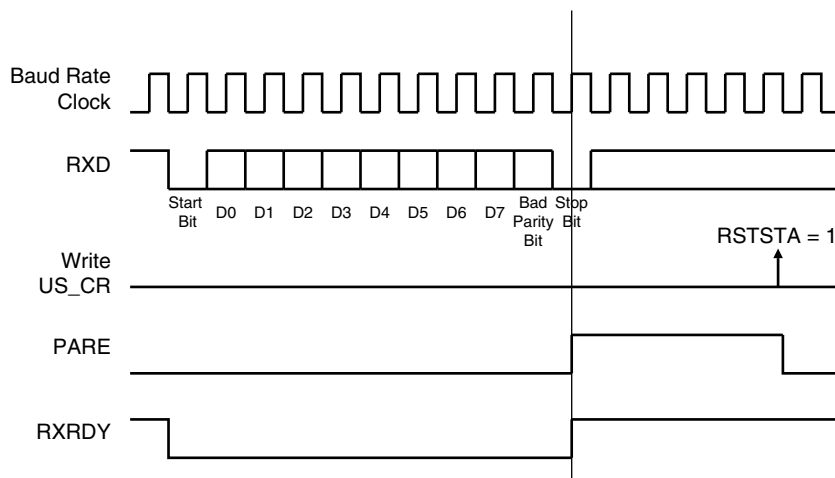 Baud Rate
Clock
RXD
Start
Bit
D0
D1
D2
D3
D4
D5
D6
D7
Bad
Parity
Bit
Stop
Bit
RSTSTA = 1
Write
US_CR
PARE
RXRDY